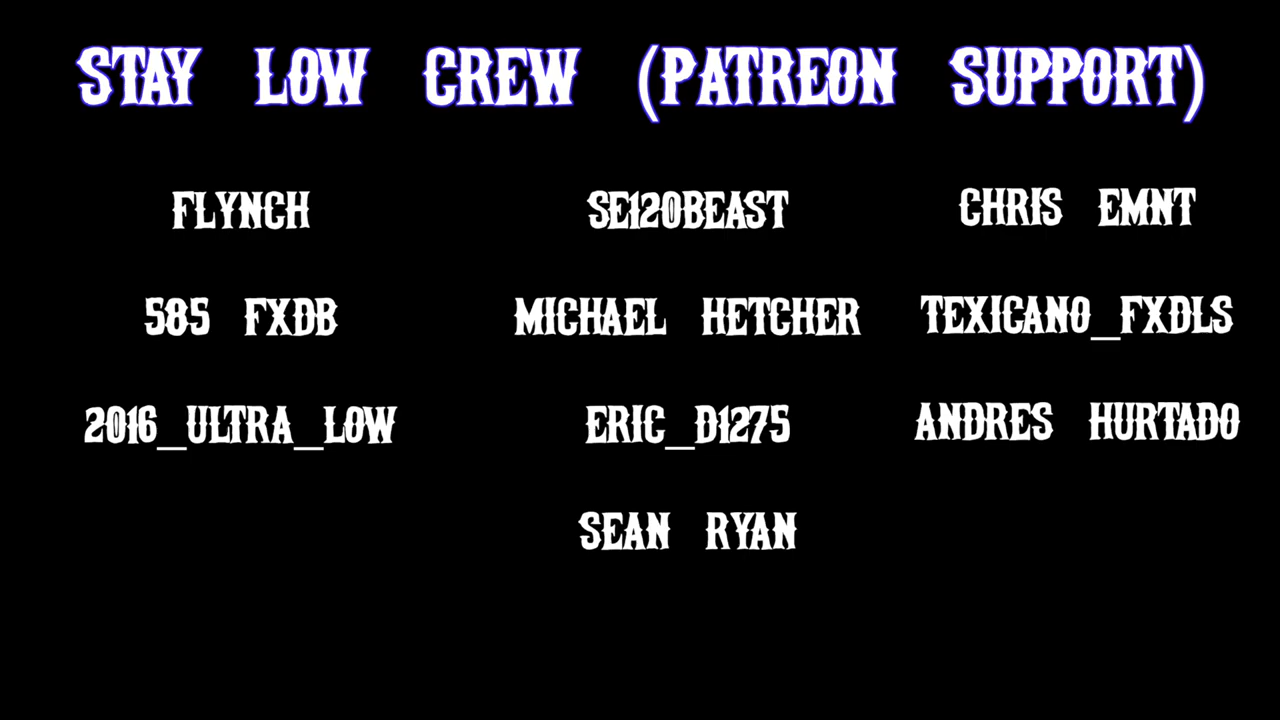 STAY LOW CREW (PATREON SUPPORT)
FLYNCH SE120BEAST CHRIS EMNT
585 FXDB MICHAEL HETCHER TEXICANO_FXDLS
2016_ULTRA_LOW ERIC_D1275 ANDRES HURTADO
SEAN RYAN